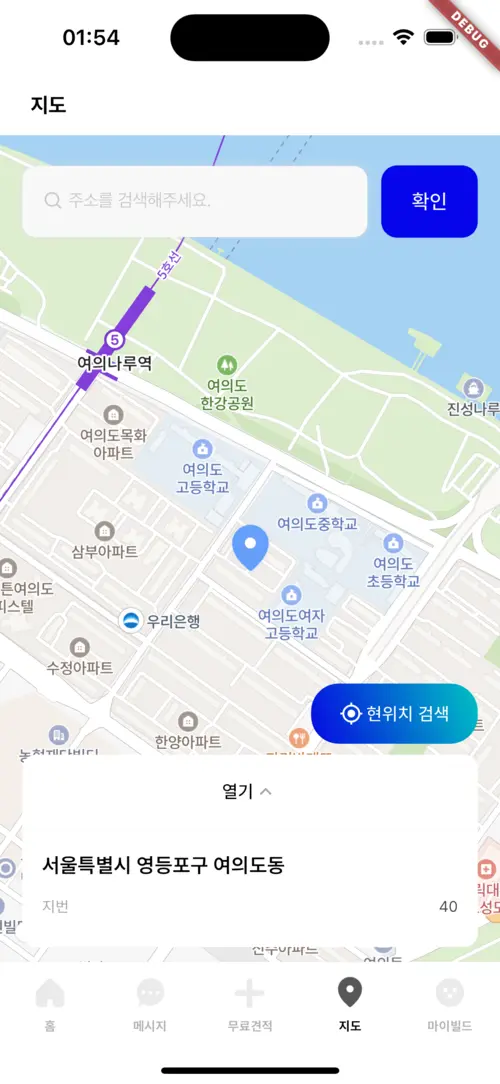 01:54
DEBUG
지도
주소를 검색해주세요.
확인
5호선
5
여의나루역
여의도
한강공원
진성나루
여의도목화
아파트
여의도
고등학교
여의도중학교
삼부아파트
여의도
초등학교
튼여의도
피스텔
여의도여자
고등학교
우리은행
수정아파트
현위치 검색
한양아파트
열기
서울특별시 영등포구 여의도동
지번
40
홈
메시지
무료견적
지도
마이빌드